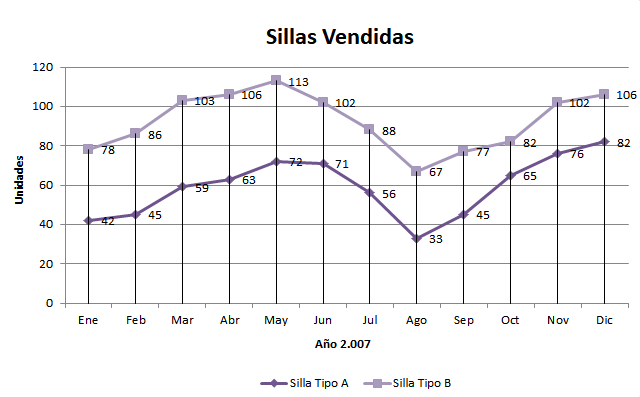 Sillas Vendidas
Unidades
120
100
80
60
40
20
0
78 86 103 106 113 102 88 67 77 82 102 106
42 45 59 63 72 71 56 33 45 65 76 82
Ene Feb Mar Abr May Jun Jul Ago Sep Oct Nov Dic
Año 2.007
Silla Tipo A Silla Tipo B